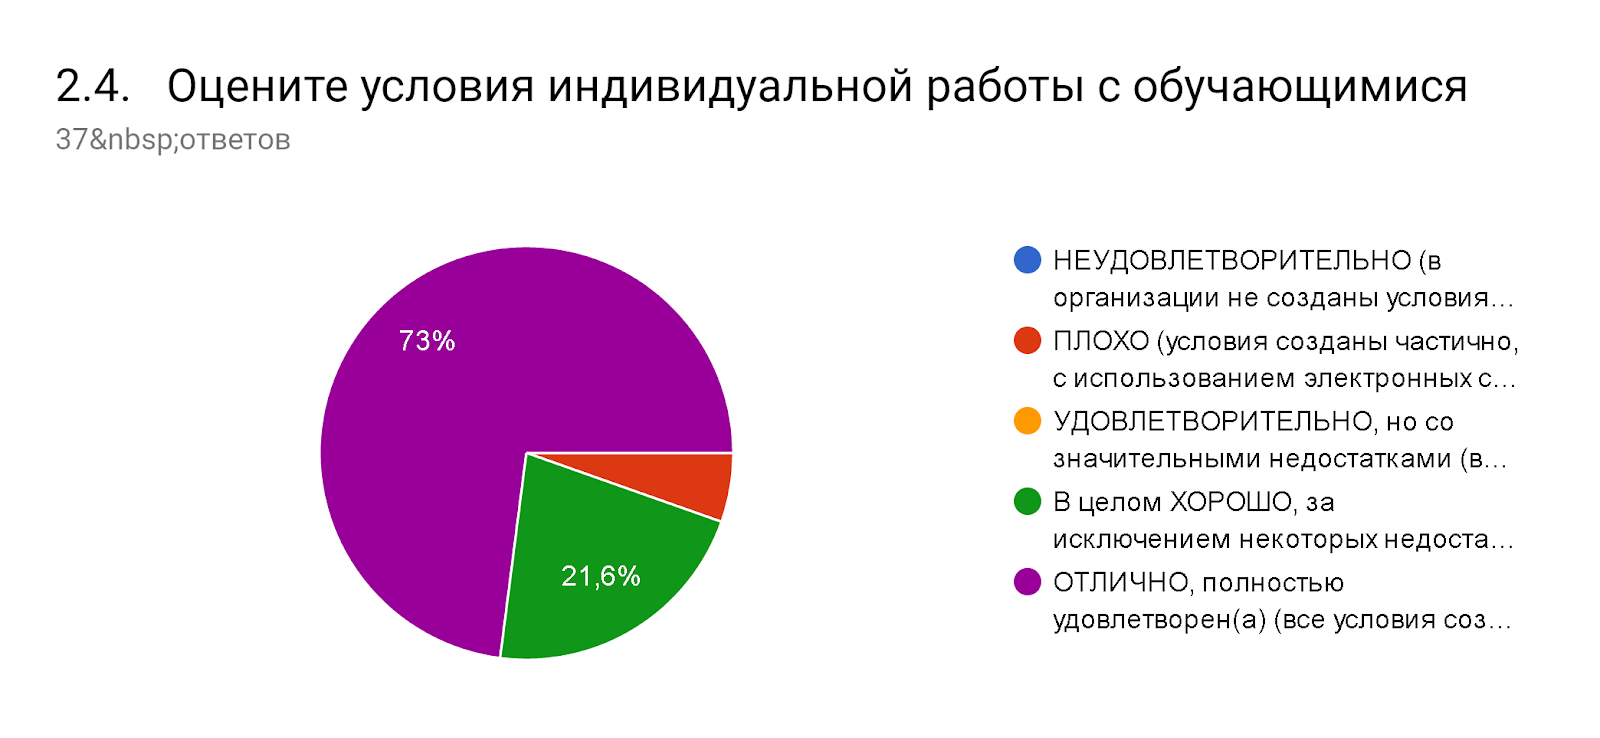 2.4. Оцените условия индивидуальной работы с обучающимися
37&nbsp;ответов
73%
21,6%
НЕУДОВЛЕТВОРИТЕЛЬНО (в
организации не созданы условия…
ПЛОХО (условия созданы частично,
с использованием электронных с…
УДОВЛЕТВОРИТЕЛЬНО, но со
значительными недостатками (в…
В целом ХОРОШО, за
исключением некоторых недоста…
ОТЛИЧНО, полностью
удовлетворен(а) (все условия соз…